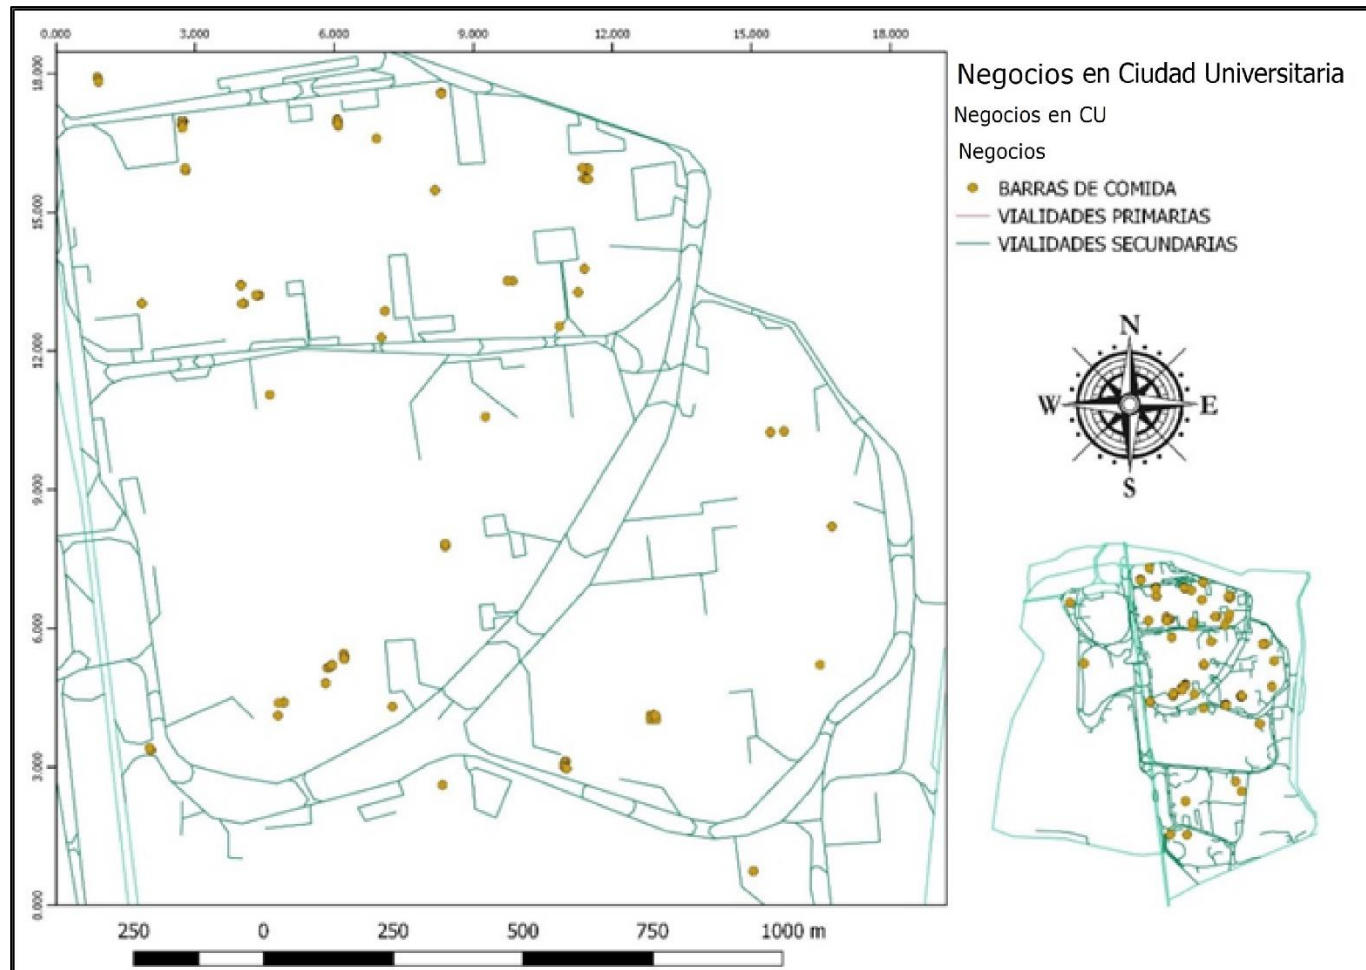 0.000 3.000 6.000 9.000 12.000 15.000 18.000
18.000
15.000
12.000
9.000
6.000
3.000
0.000
Negocios en Ciudad Universitaria
Negocios en CU
Negocios
BARRAS DE COMIDA
VIALIDADES PRIMARIAS
VIALIDADES SECUNDARIAS
N
W E
S
250 0 250 500 750 1000 m